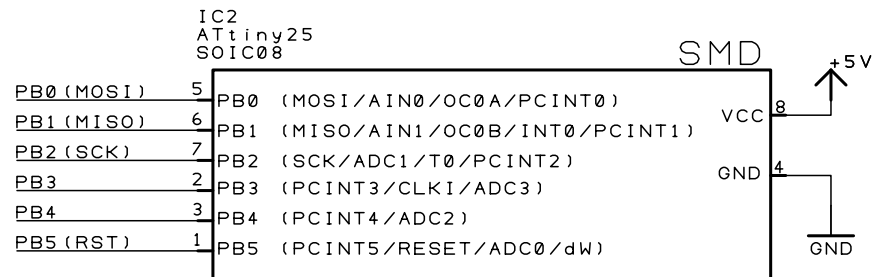 IC2
ATtiny25
SOIC08
SMD
+5V
PB0(MOSI) 5 PB0 (MOSI/AIN0/OC0A/PCINT0)
VCC 8
PB1(MISO) 6 PB1 (MISO/AIN1/OC0B/INT0/PCINT1)
PB2(SCK) 7 PB2 (SCK/ADC1/T0/PCINT2)
GND 4
PB3 2 PB3 (PCINT3/CLKI/ADC3)
PB4 3 PB4 (PCINT4/ADC2)
PB5(RST) 1 PB5 (PCINT5/RESET/ADC0/dW)
GND